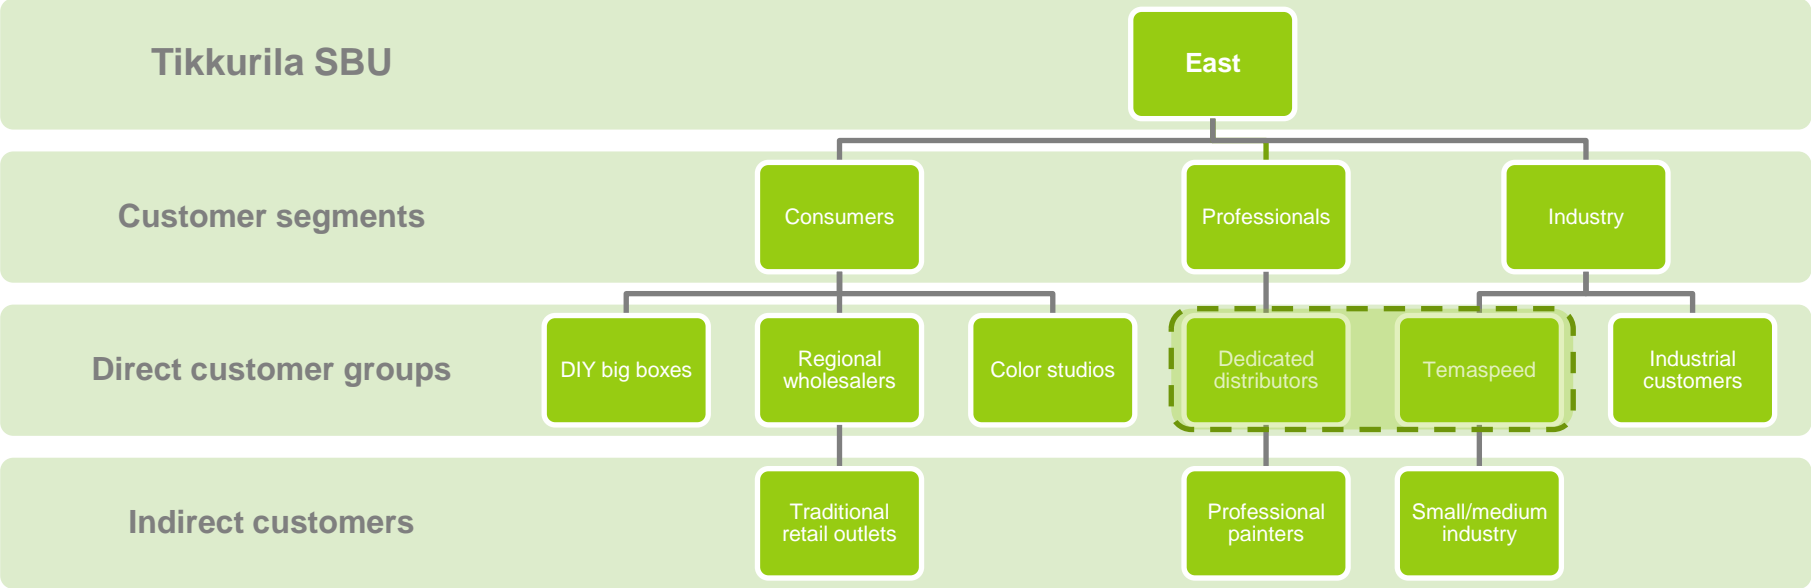 Tikkurila SBU
East
Customer segments
Consumers
Professionals
Industry
Direct customer groups
DIY big boxes
Regional
wholesalers
Color studios
Dedicated
distributors
Temaspeed
Industrial
customers
Indirect customers
Traditional
retail outlets
Professional
painters
Small/medium
industry